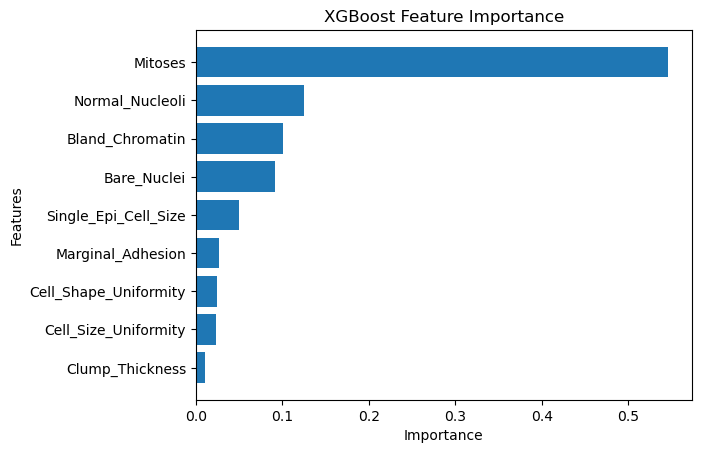 XGBoost Feature Importance
Features
Mitoses
Normal_Nucleoli
Bland_Chromatin
Bare_Nuclei
Single_Epi_Cell_Size
Marginal_Adhesion
Cell_Shape_Uniformity
Cell_Size_Uniformity
Clump_Thickness
0.0 0.1 0.2 0.3 0.4 0.5
Importance